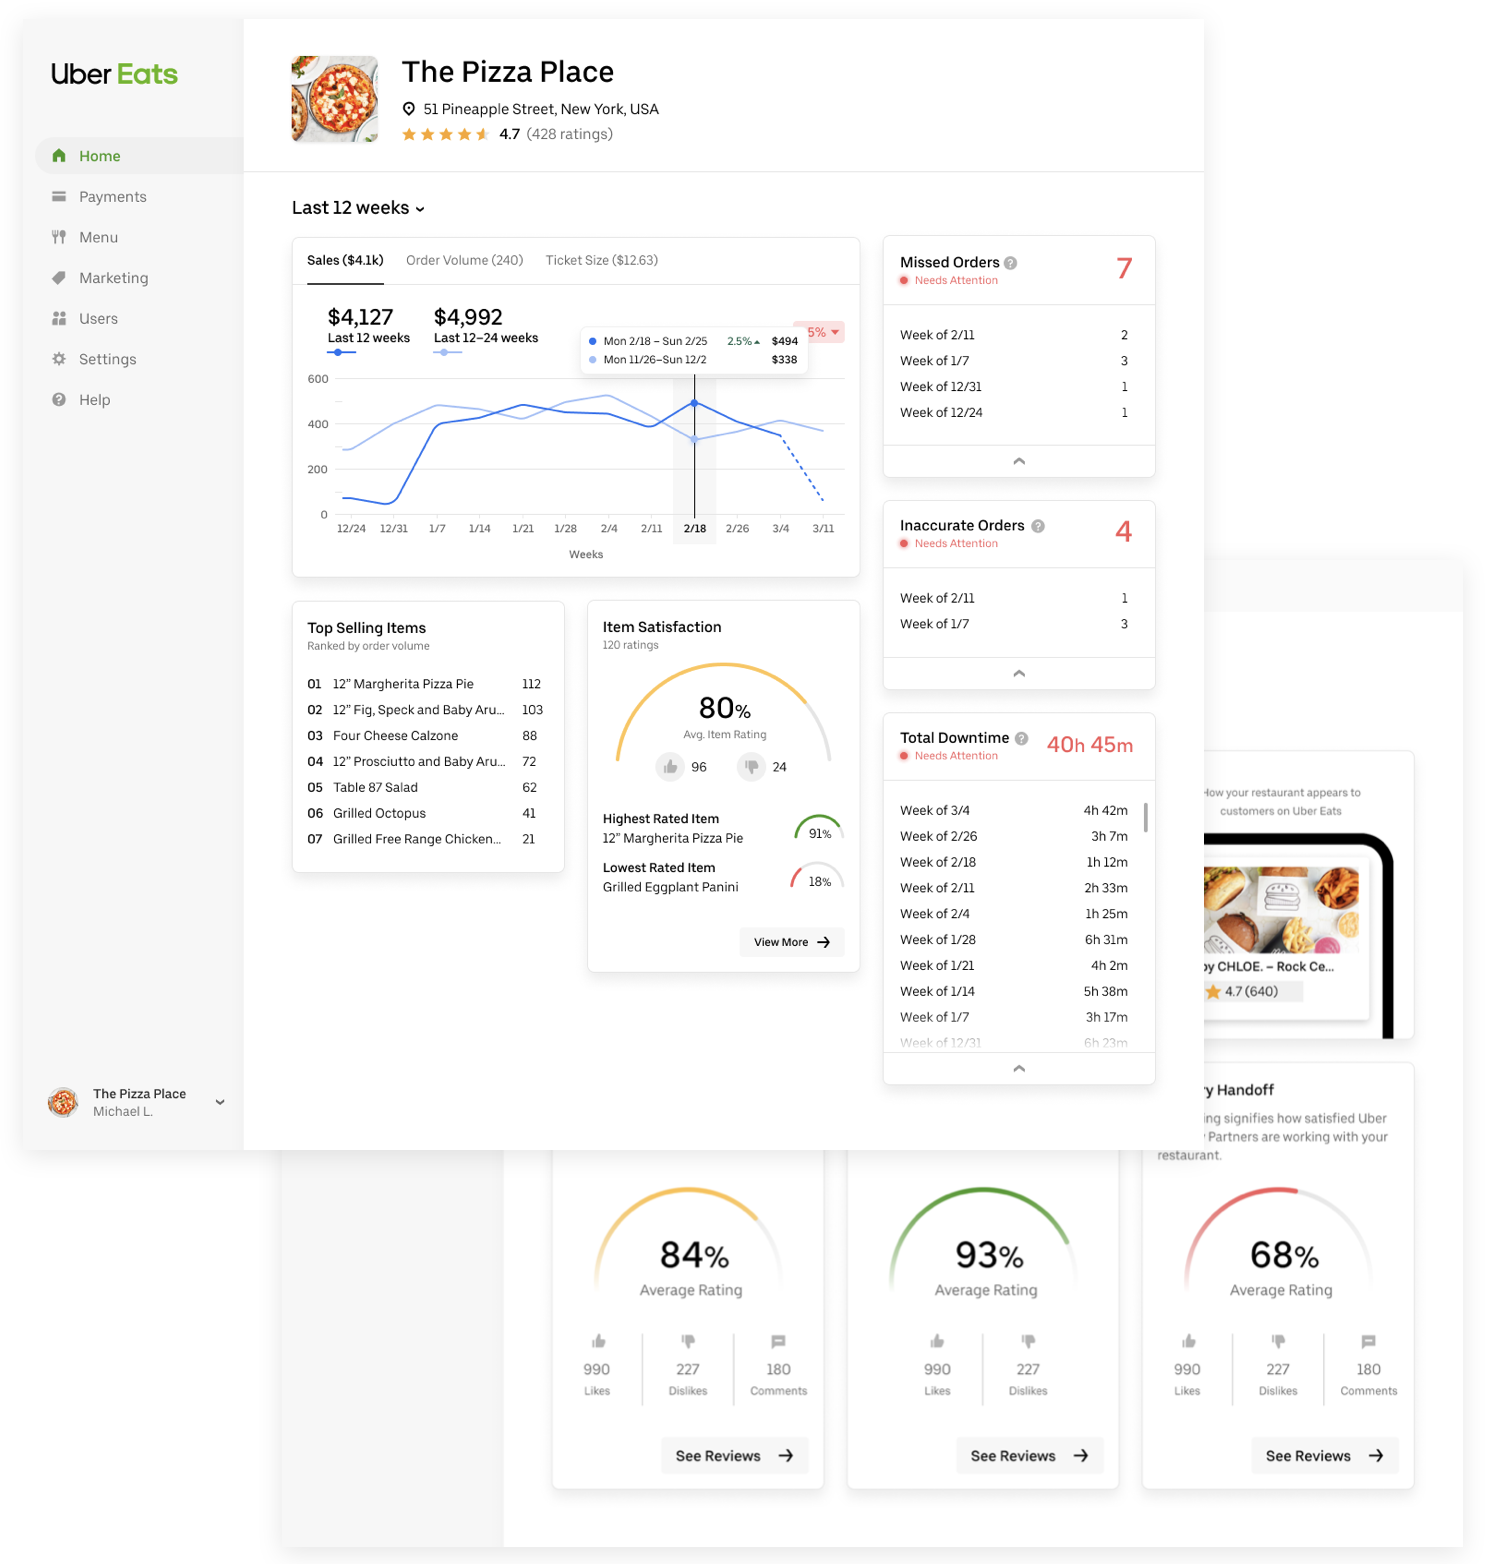 Uber Eats
Home
Payments
Menu
Marketing
Users
Settings
Help
The Pizza Place
Michael L.
The Pizza Place
51 Pineapple Street, New York, USA
4.7 (428 ratings)
Last 12 weeks
Sales ($4.1k) Order Volume (240) Ticket Size ($12.63)
$4,127 $4,992
Last 12 weeks Last 12–24 weeks
5%
Mon 2/18 – Sun 2/25 2.5% $494
Mon 11/26–Sun 12/2 $338
600
400
200
0
12/24 12/31 1/7 1/14 1/21 1/28 2/4 2/11 2/18 2/26 3/4 3/11
Weeks
Top Selling Items
Ranked by order volume
01 12” Margherita Pizza Pie 112
02 12” Fig, Speck and Baby Aru... 103
03 Four Cheese Calzone 88
04 12” Prosciutto and Baby Aru... 72
05 Table 87 Salad 62
06 Grilled Octopus 41
07 Grilled Free Range Chicken... 21
Item Satisfaction
120 ratings
80%
Avg. Item Rating
96 24
Highest Rated Item
12” Margherita Pizza Pie 91%
Lowest Rated Item
Grilled Eggplant Panini 18%
View More
Missed Orders ? 7
Needs Attention
Week of 2/11 2
Week of 1/7 3
Week of 12/31 1
Week of 12/24 1
Inaccurate Orders ? 4
Needs Attention
Week of 2/11 1
Week of 1/7 3
Total Downtime ? 40h 45m
Needs Attention
Week of 3/4 4h 42m
Week of 2/26 3h 7m
Week of 2/18 1h 12m
Week of 2/11 2h 33m
Week of 2/4 1h 25m
Week of 1/28 6h 31m
Week of 1/21 4h 2m
Week of 1/14 5h 38m
Week of 1/7 3h 17m
Week of 12/31 6h 23m
How your restaurant appears to
customers on Uber Eats
by CHLOE. – Rock Ce...
4.7 (640)
ry Handoff
ing signifies how satisfied Uber
Partners are working with your
restaurant.
84%
Average Rating
990 227 180
Likes Dislikes Comments
See Reviews
93%
Average Rating
990 227
Likes Dislikes
See Reviews
68%
Average Rating
990 227 180
Likes Dislikes Comments
See Reviews